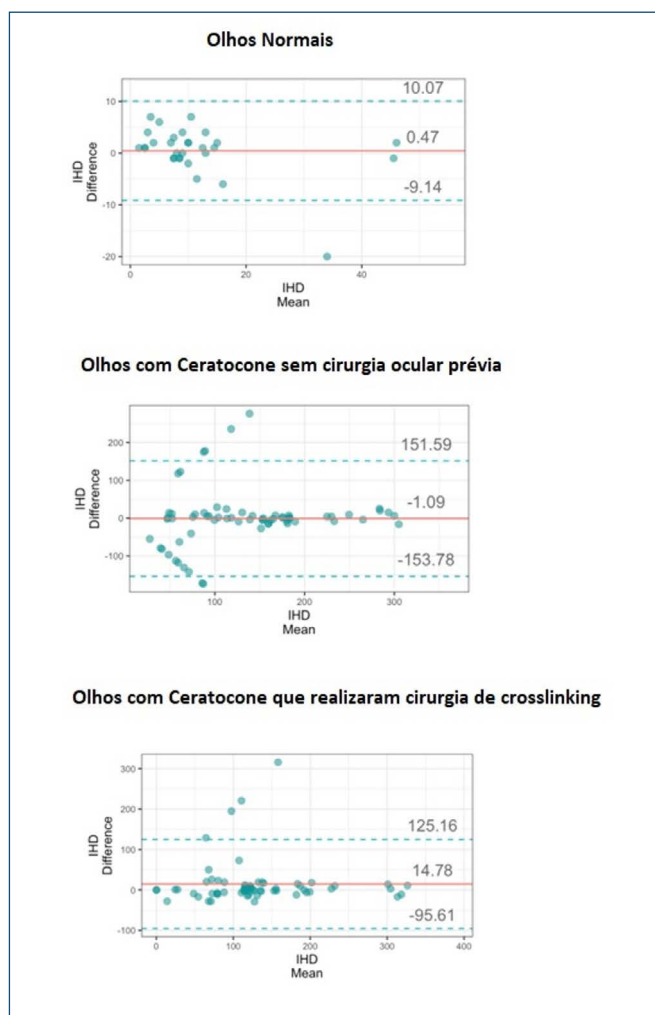 Olhos Normais
10.07
10
0.47
0
-9.14
-10
-20
0
20
40
IHD
Difference
IHD
Mean
Olhos com Ceratocone sem cirurgia ocular prévia
200
151.59
100
-1.09
0
-100
-153.78
100
200
300
IHD
Difference
IHD
Mean
Olhos com Ceratocone que realizaram cirurgia de crosslinking
300
200
125.16
100
14.78
0
-95.61
-100
0
100
200
300
400
IHD
Difference
IHD
Mean